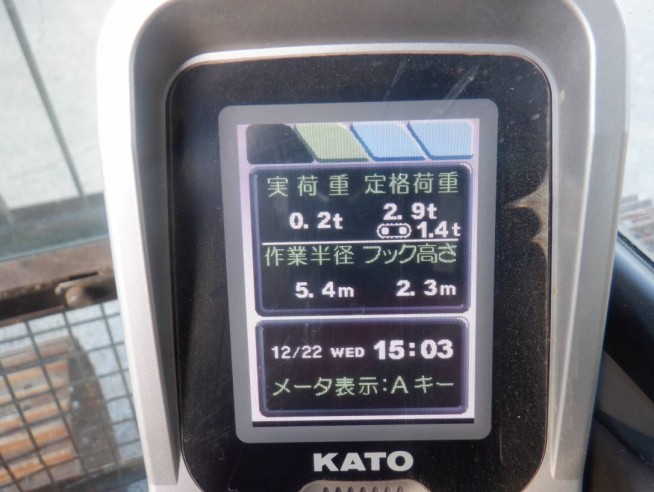 実荷重 定格荷重
0.2t 2.9t
1.4t
作業半径 フック高さ
5.4m 2.3m
12/22 WED 15:03
メータ表示:Aキー
KATO